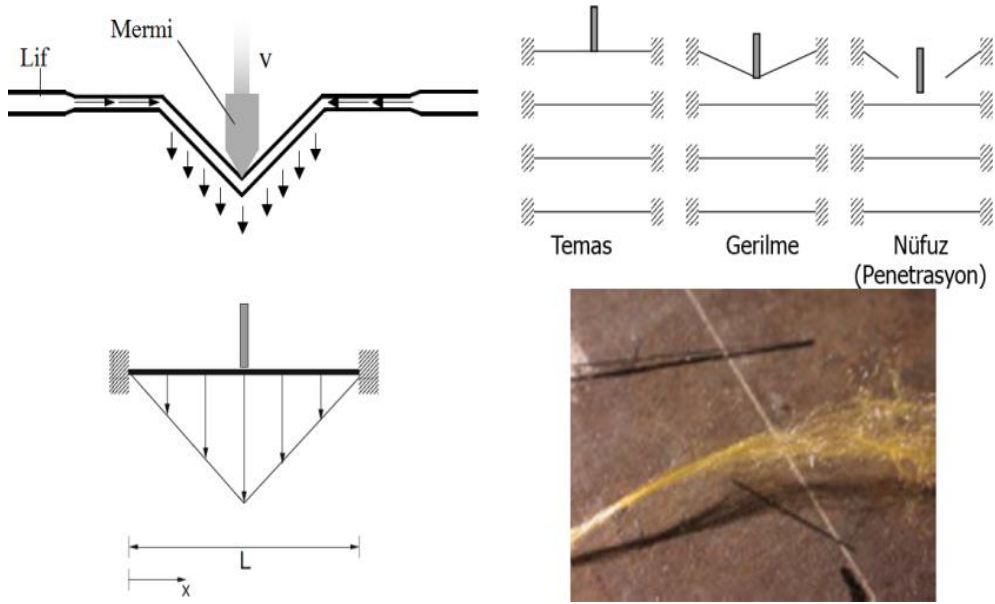 Mermi
Lif
v
Temas
Gerilme
Nüfuz
(Penetrasyon)
L
x